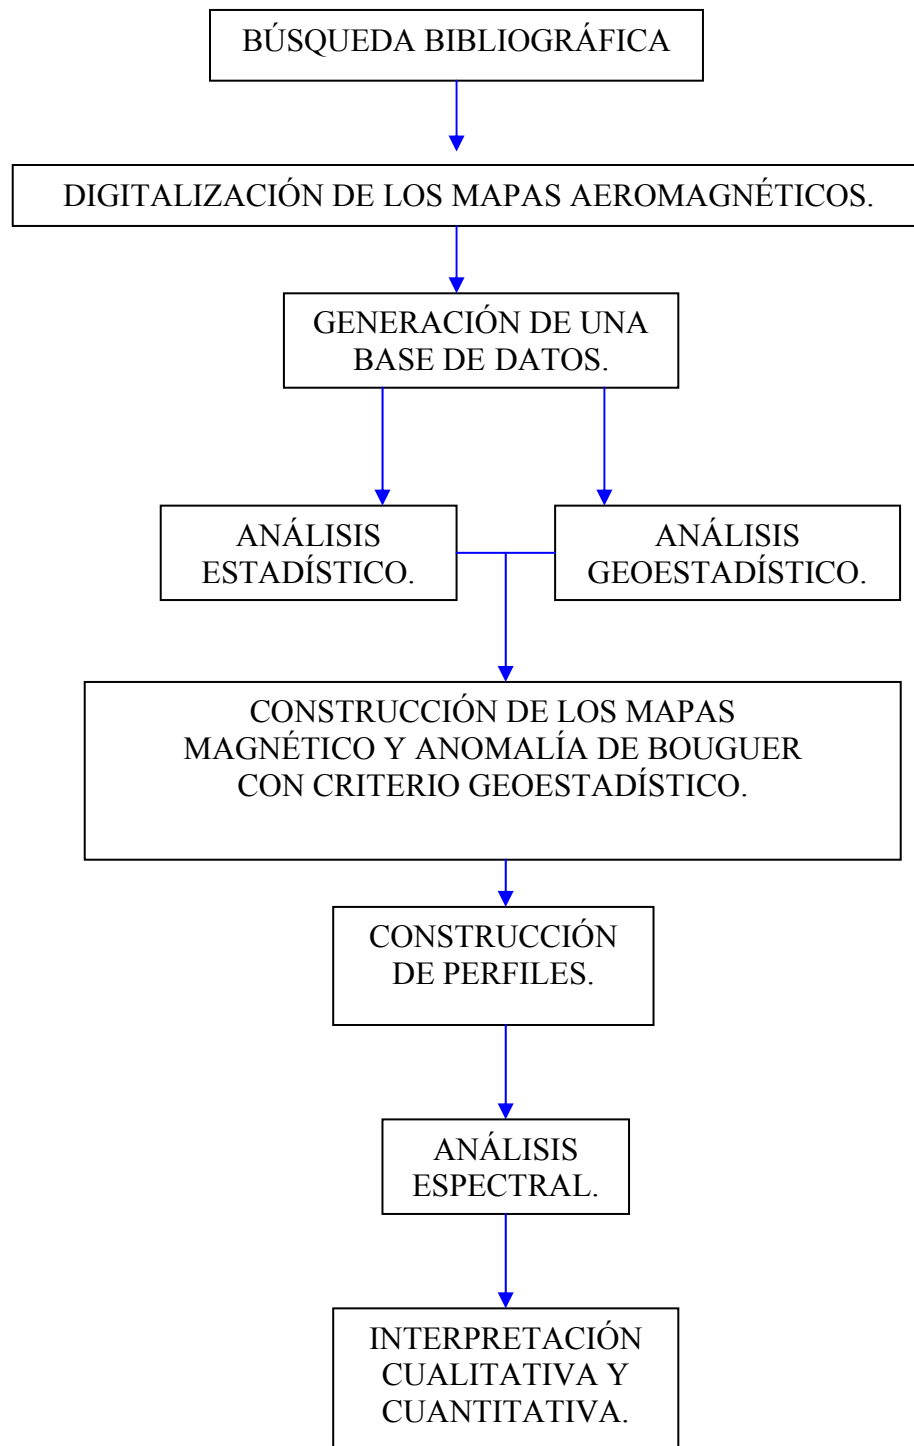 BÚSQUEDA BIBLIOGRÁFICA
DIGITALIZACIÓN DE LOS MAPAS AEROMAGNÉTICOS.
GENERACIÓN DE UNA
BASE DE DATOS.
ANÁLISIS
ESTADÍSTICO.
ANÁLISIS
GEOESTADÍSTICO.
CONSTRUCCIÓN DE LOS MAPAS
MAGNÉTICO Y ANOMALÍA DE BOUGUER
CON CRITERIO GEOESTADÍSTICO.
CONSTRUCCIÓN
DE PERFILES.
ANÁLISIS
ESPECTRAL.
INTERPRETACIÓN
CUALITATIVA Y
CUANTITATIVA.